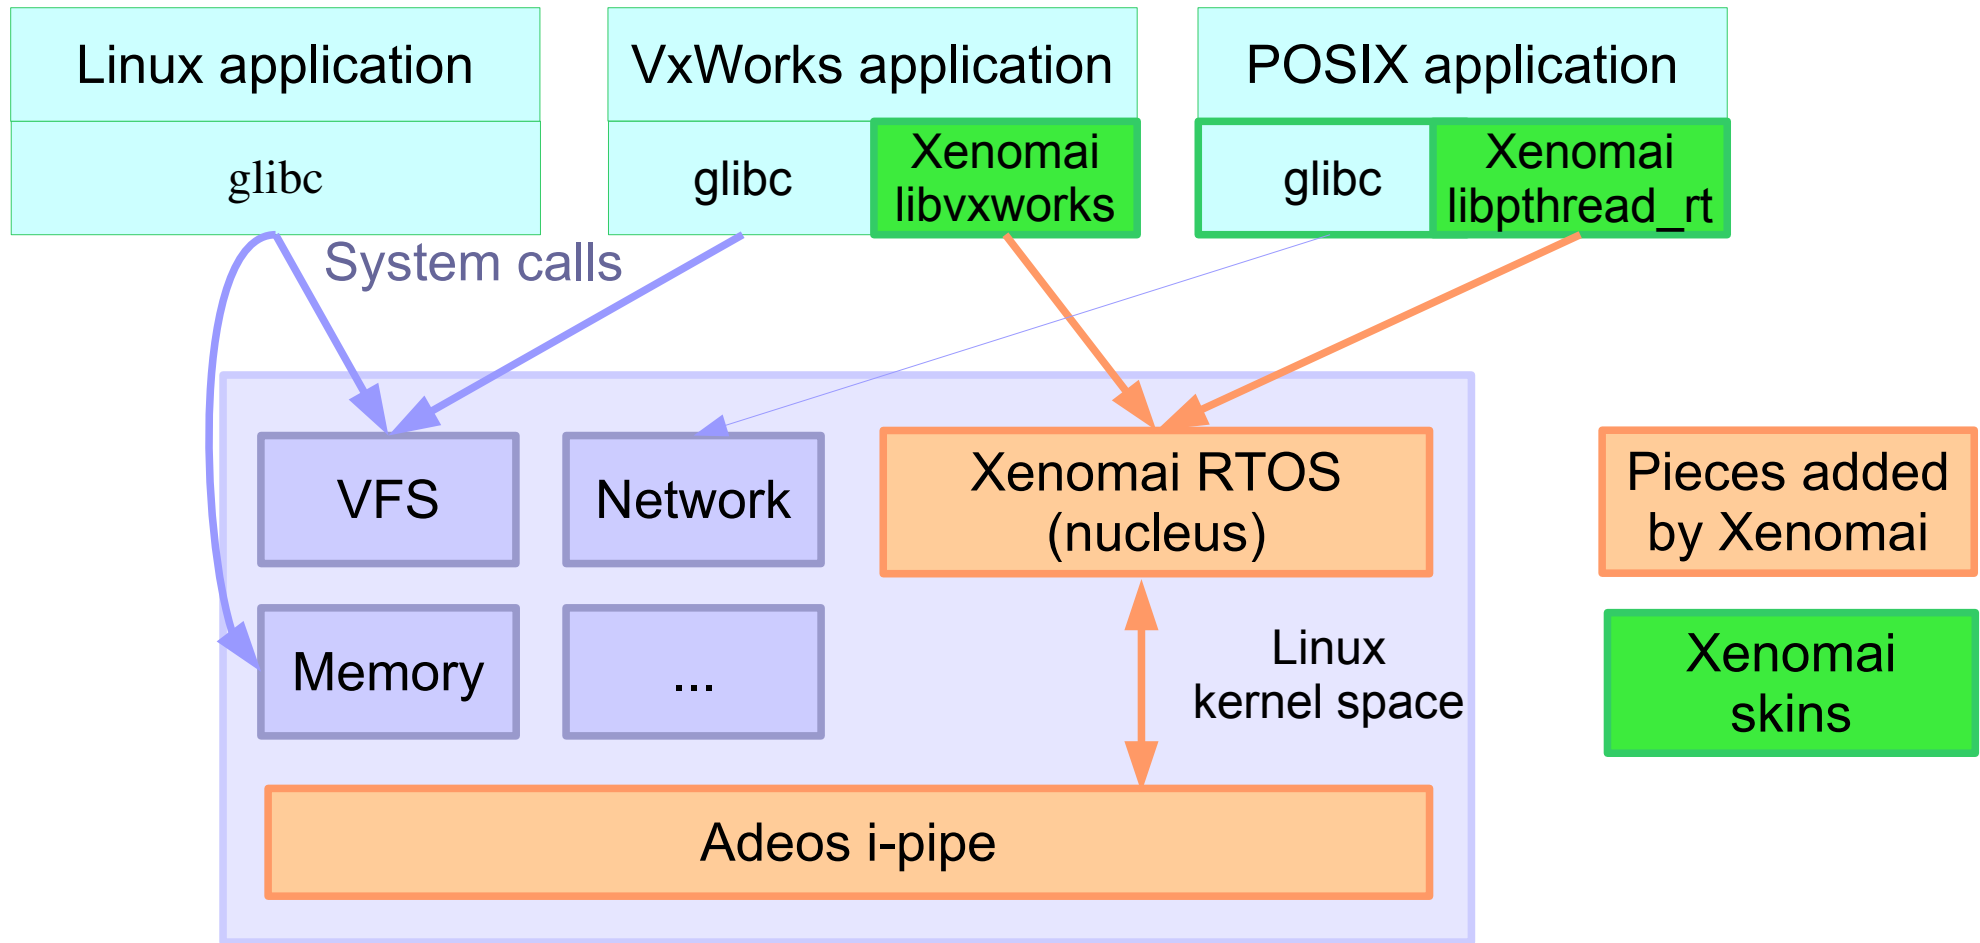 Linux application
VxWorks application
POSIX application
glibc
glibc
Xenomai
libvxworks
glibc
Xenomai
libpthread_rt
System calls
VFS
Network
Xenomai RTOS
(nucleus)
Pieces added
by Xenomai
Memory
...
Linux
kernel space
Xenomai
skins
Adeos i-pipe